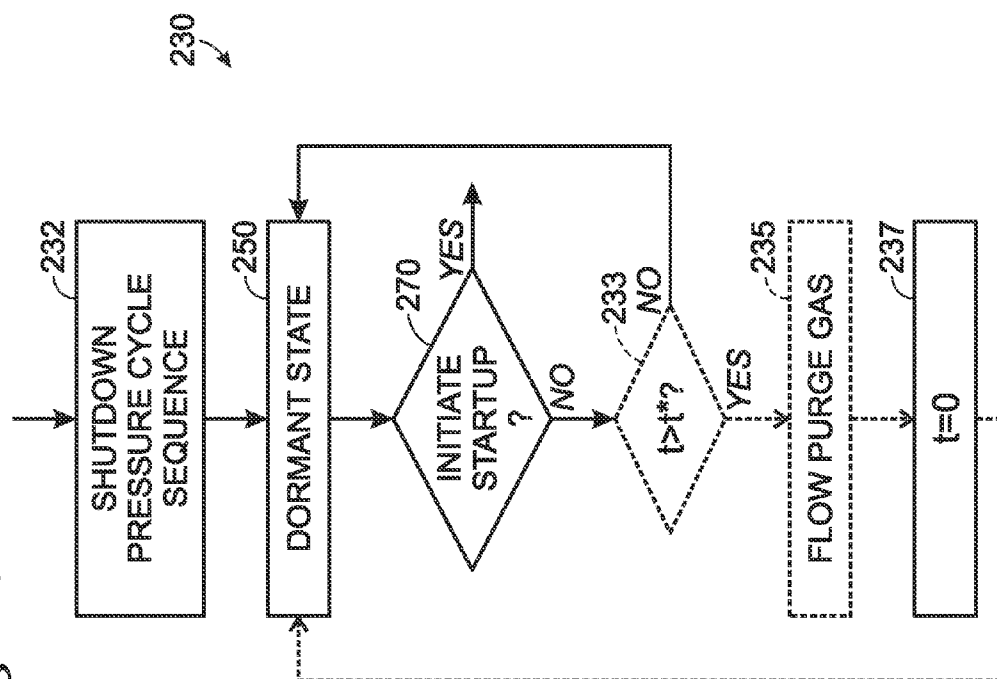 230
232
SHUTDOWN
PRESSURE CYCLE
SEQUENCE
250
DORMANT STATE
270
INITIATE
STARTUP
?
YES
NO
233
t>t*?
NO
YES
235
FLOW PURGE GAS
237
t=0